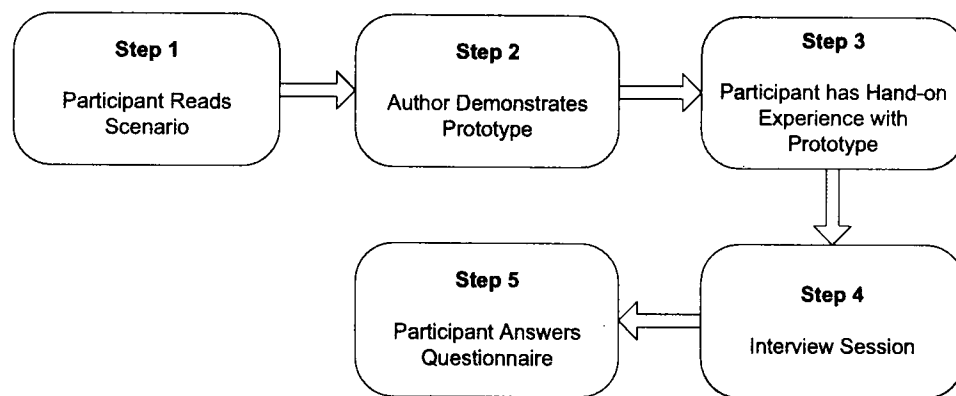 Step 1
Participant Reads
Scenario
Step 2
Author Demonstrates
Prototype
Step 3
Participant has Hand-on
Experience with
Prototype
Step 4
Interview Session
Step 5
Participant Answers
Questionnaire